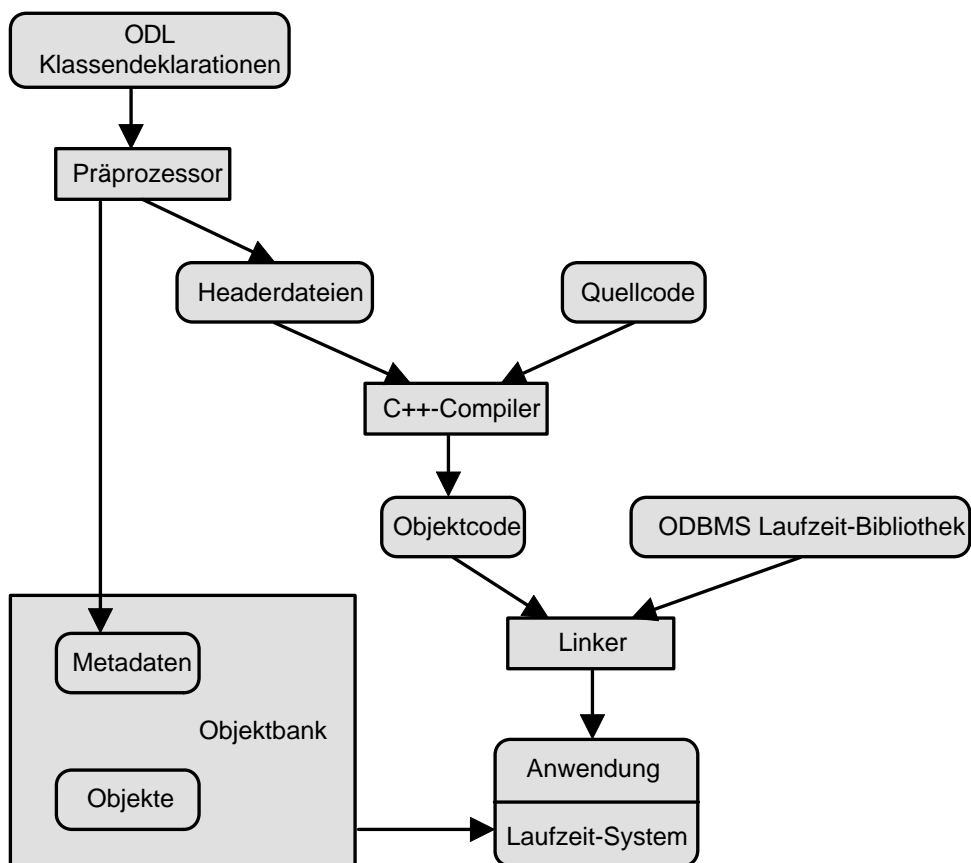 ODL
Klassendeklarationen
Präprozessor
Headerdateien
Quellcode
C++-Compiler
Objektcode
ODBMS Laufzeit-Bibliothek
Linker
Metadaten
Objektbank
Anwendung
Objekte
Laufzeit-System